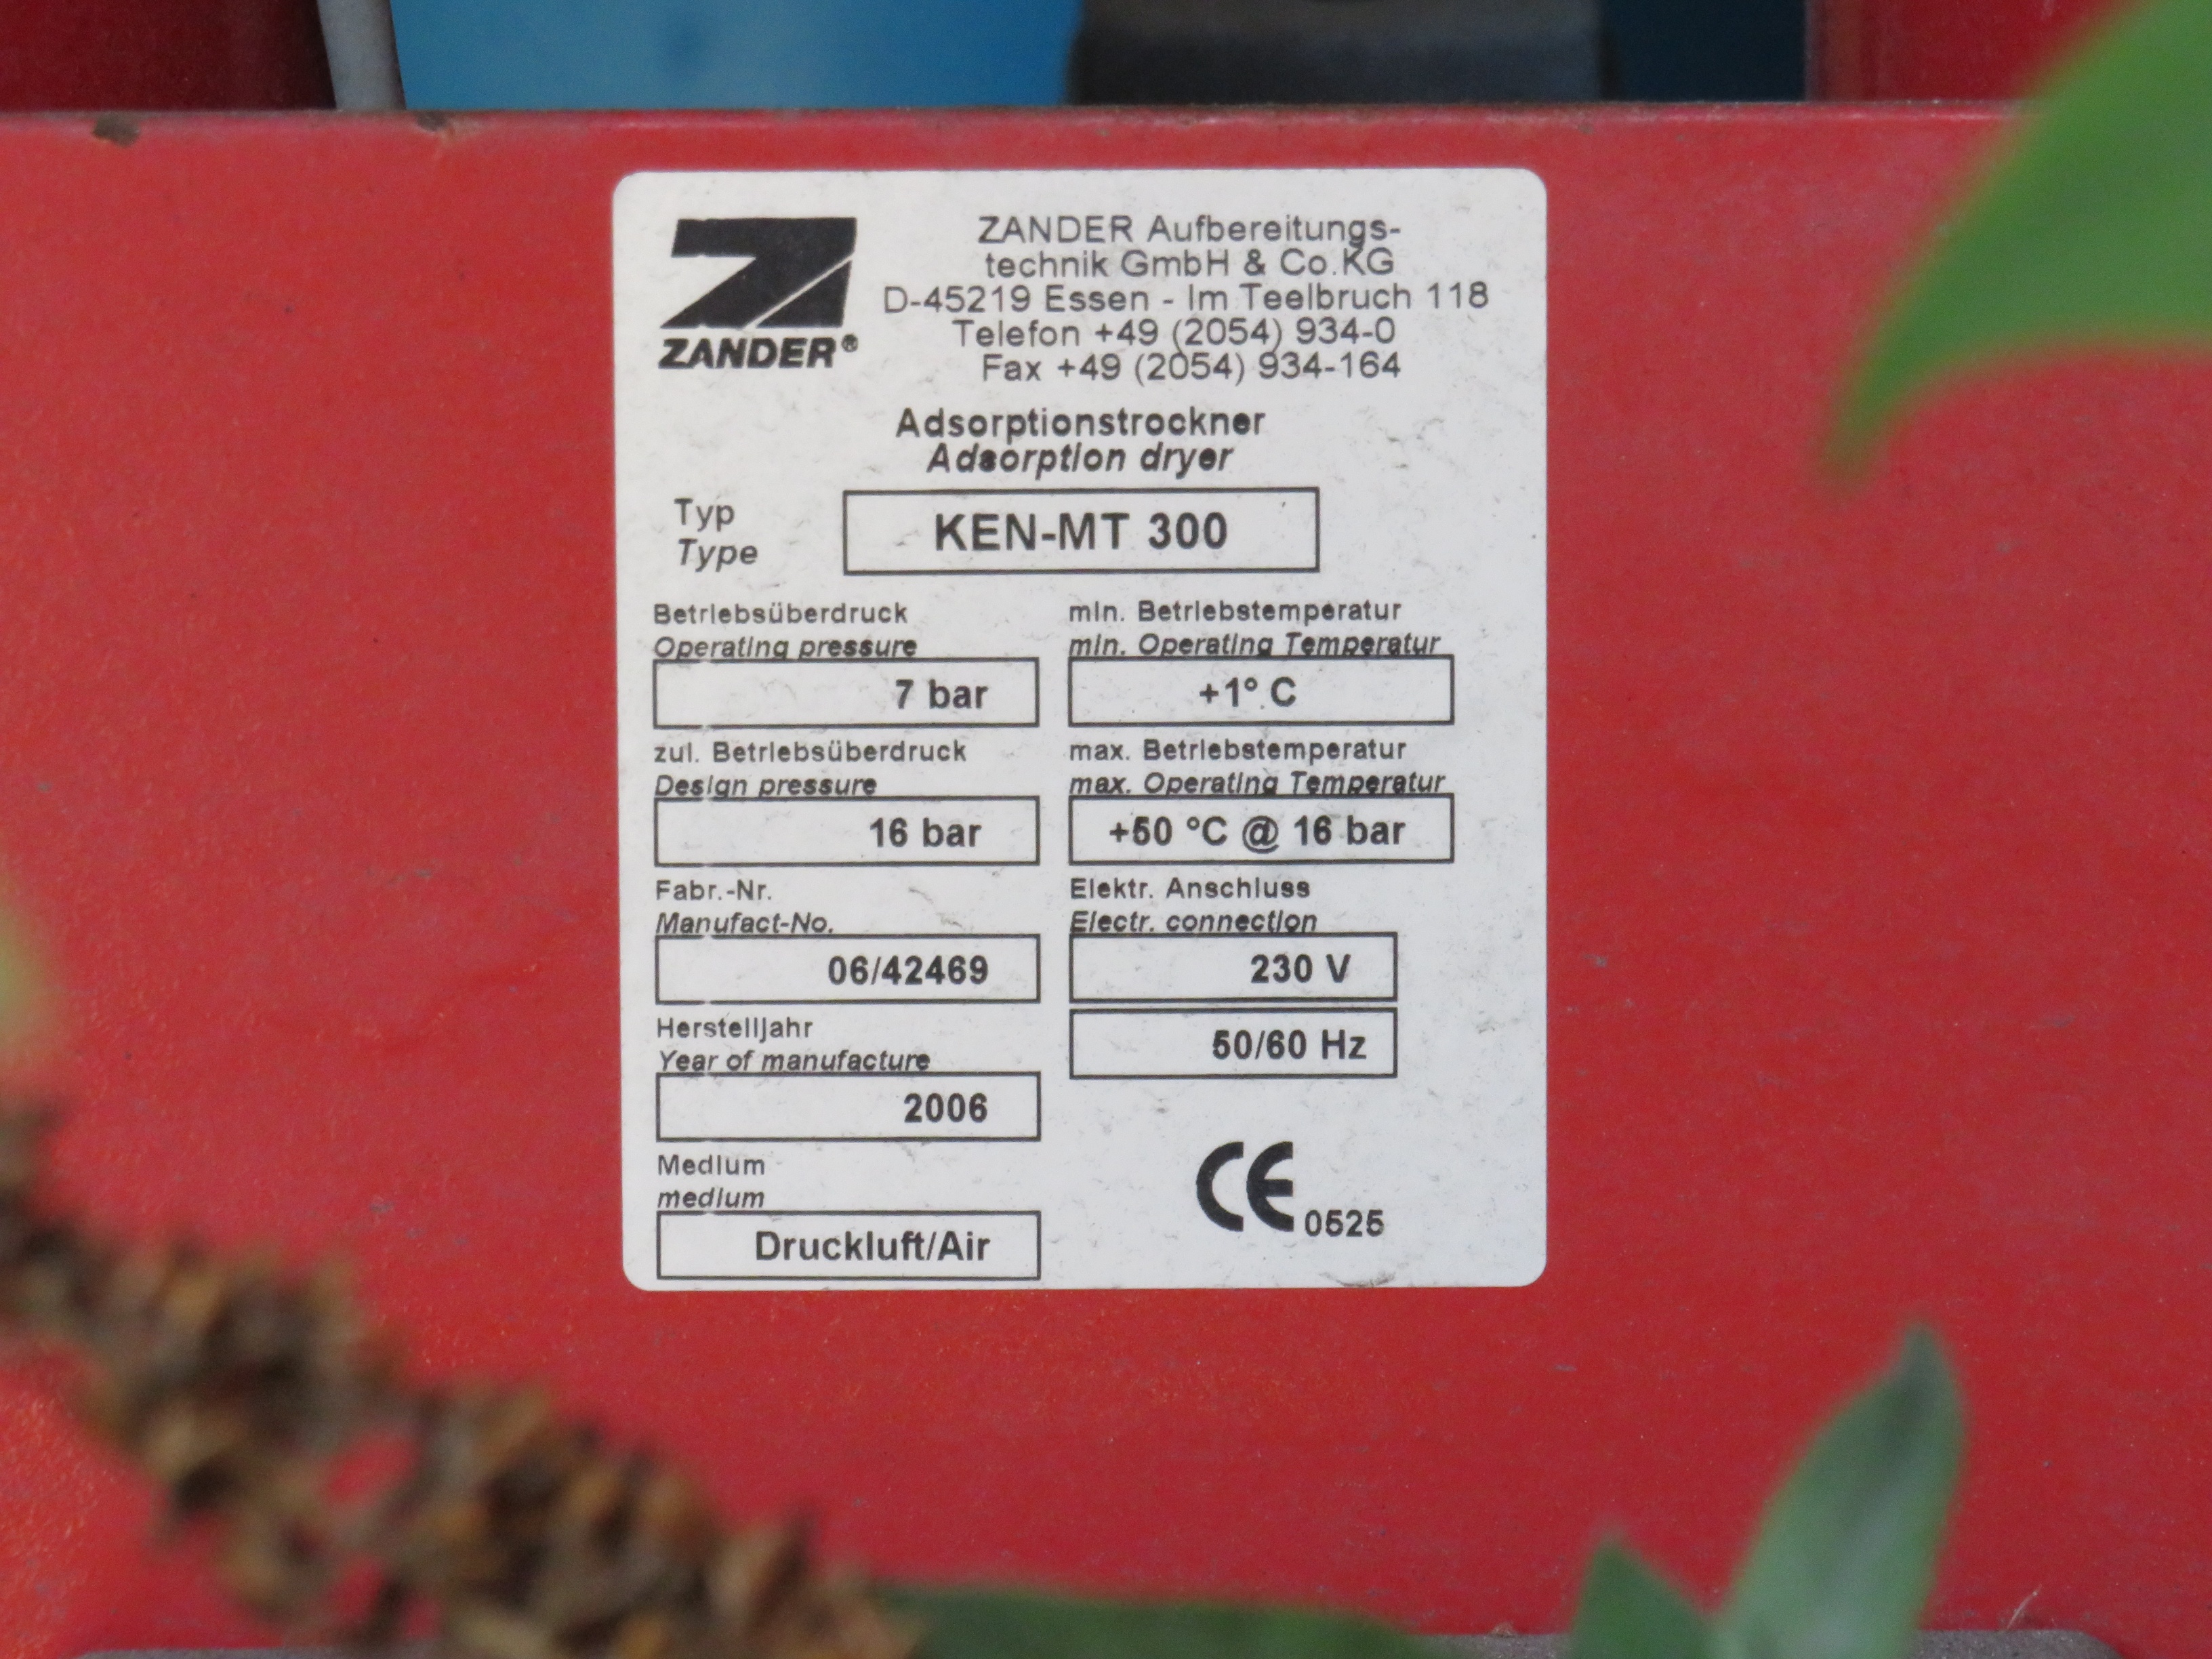 ZANDER®
ZANDER Aufbereitungs-
technik GmbH & Co.KG
D-45219 Essen - Im Teelbruch 118
Telefon +49 (2054) 934-0
Fax +49 (2054) 934-164
Adsorptionstrockner
Adsorption dryer
Typ
Type
KEN-MT 300
Betriebsüberdruck
Operating pressure
7 bar
min. Betriebstemperatur
min. Operating Temperatur
+1° C
zul. Betriebsüberdruck
Design pressure
16 bar
max. Betriebstemperatur
max. Operating Temperatur
+50 °C @ 16 bar
Fabr.-Nr.
Manufact-No.
06/42469
Elektr. Anschluss
Electr. connection
230 V
50/60 Hz
Herstelljahr
Year of manufacture
2006
Medium
medium
Druckluft/Air
CE 0525